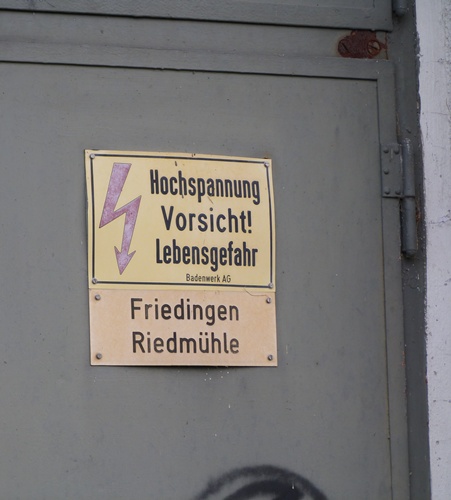 Hochspannung
Vorsicht!
Lebensgefahr
Badenwerk AG
Friedingen
Riedmühle